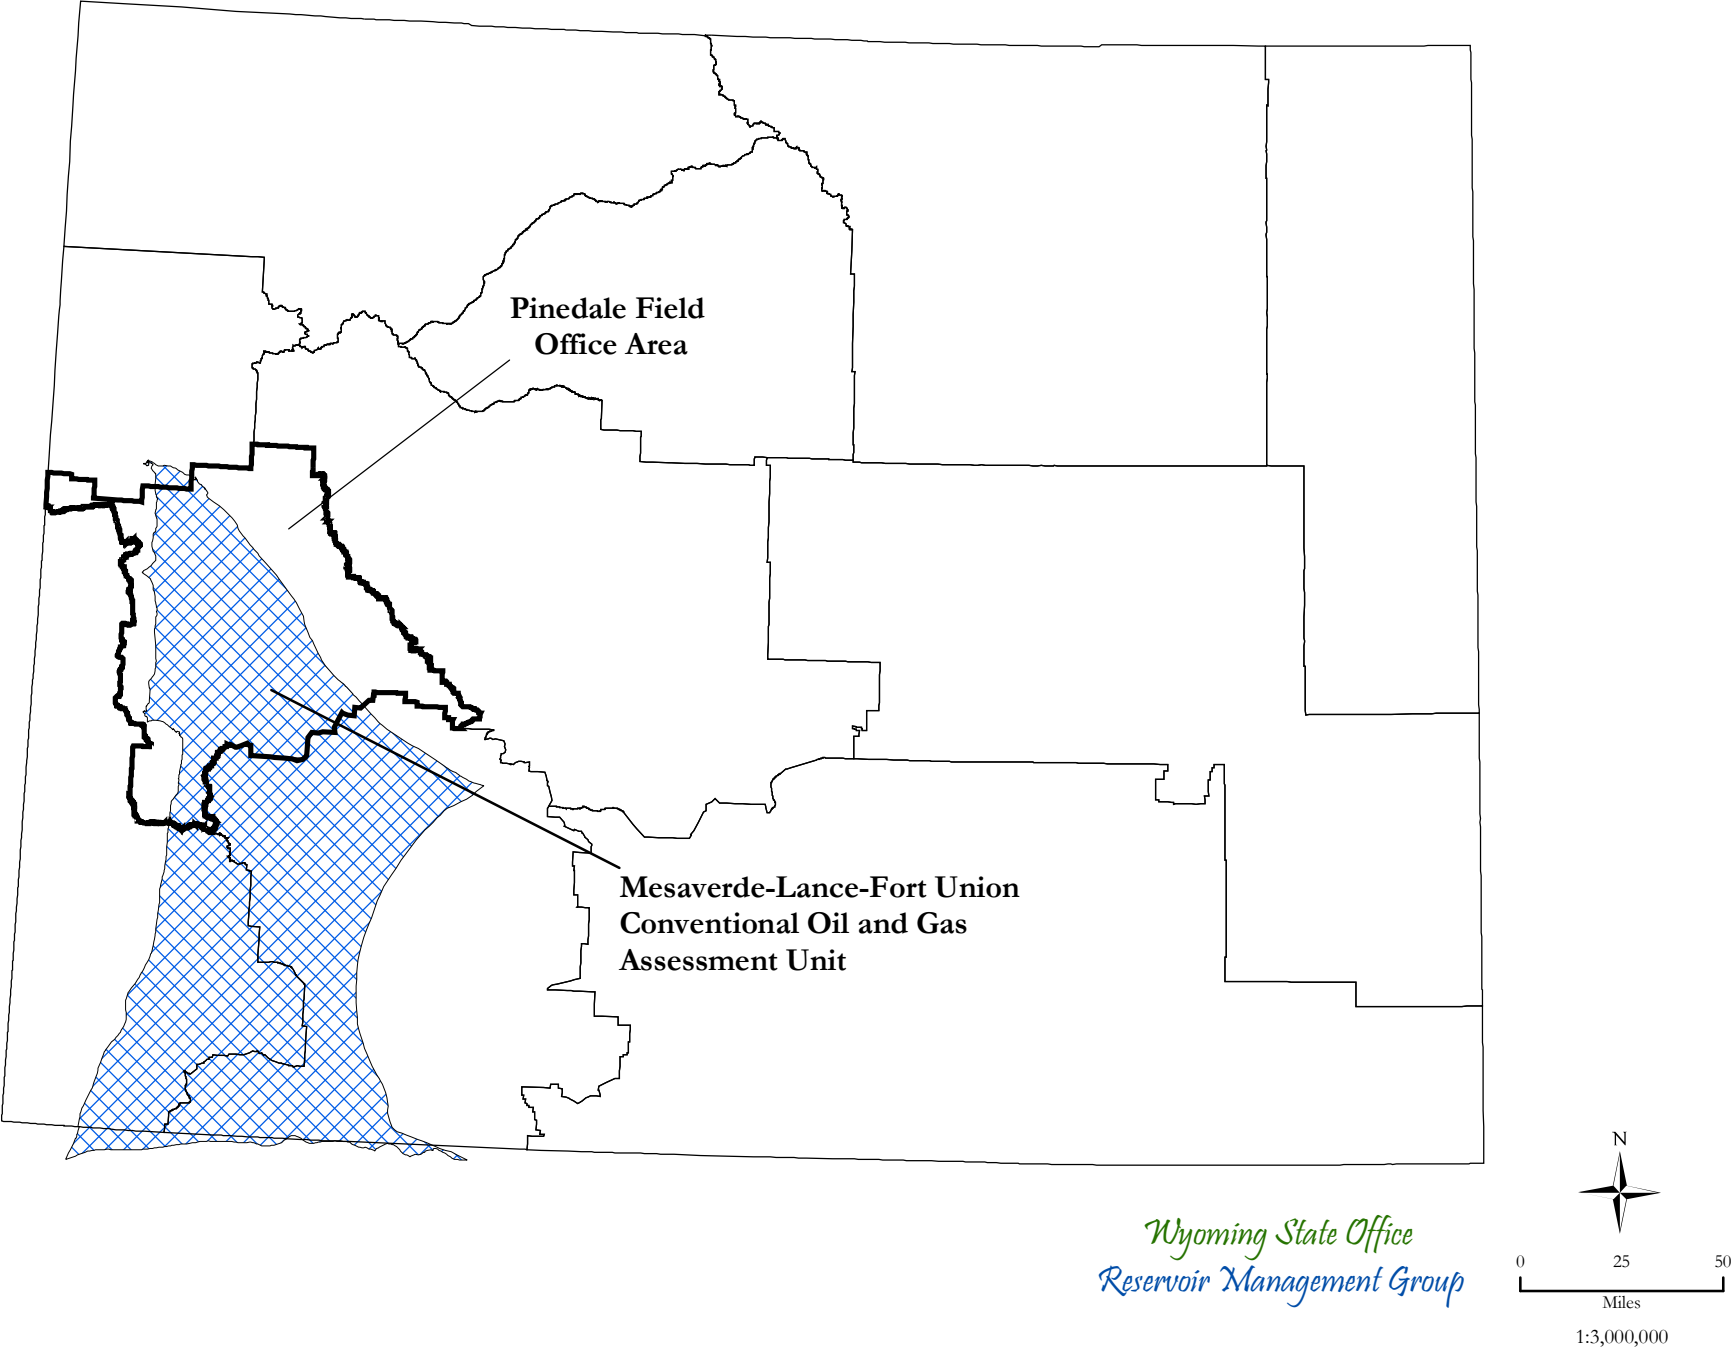 Pinedale Field
Office Area
Mesaverde-Lance-Fort Union
Conventional Oil and Gas
Assessment Unit
N
Wyoming State Office
Reservoir Management Group
0 25 50
Miles
1:3,000,000